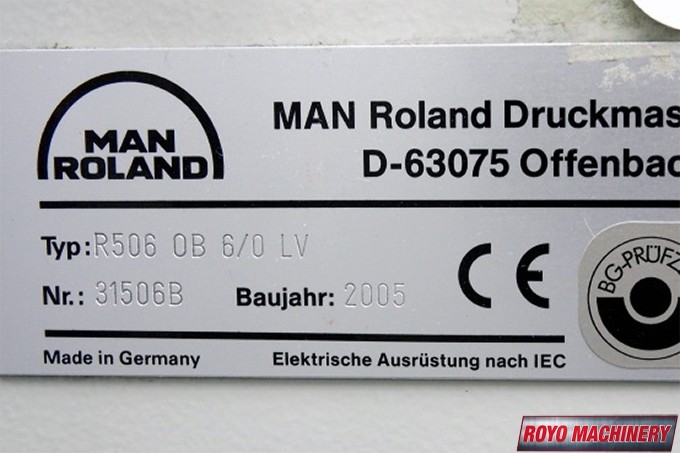 MAN
ROLAND
MAN Roland Druckmas
D-63075 Offenbac
Typ: R506 OB 6/0 LV
Nr.: 31506B Baujahr: 2005
CE
BG-PRÜFZ
Made in Germany Elektrische Ausrüstung nach IEC
ROYO MACHINERY